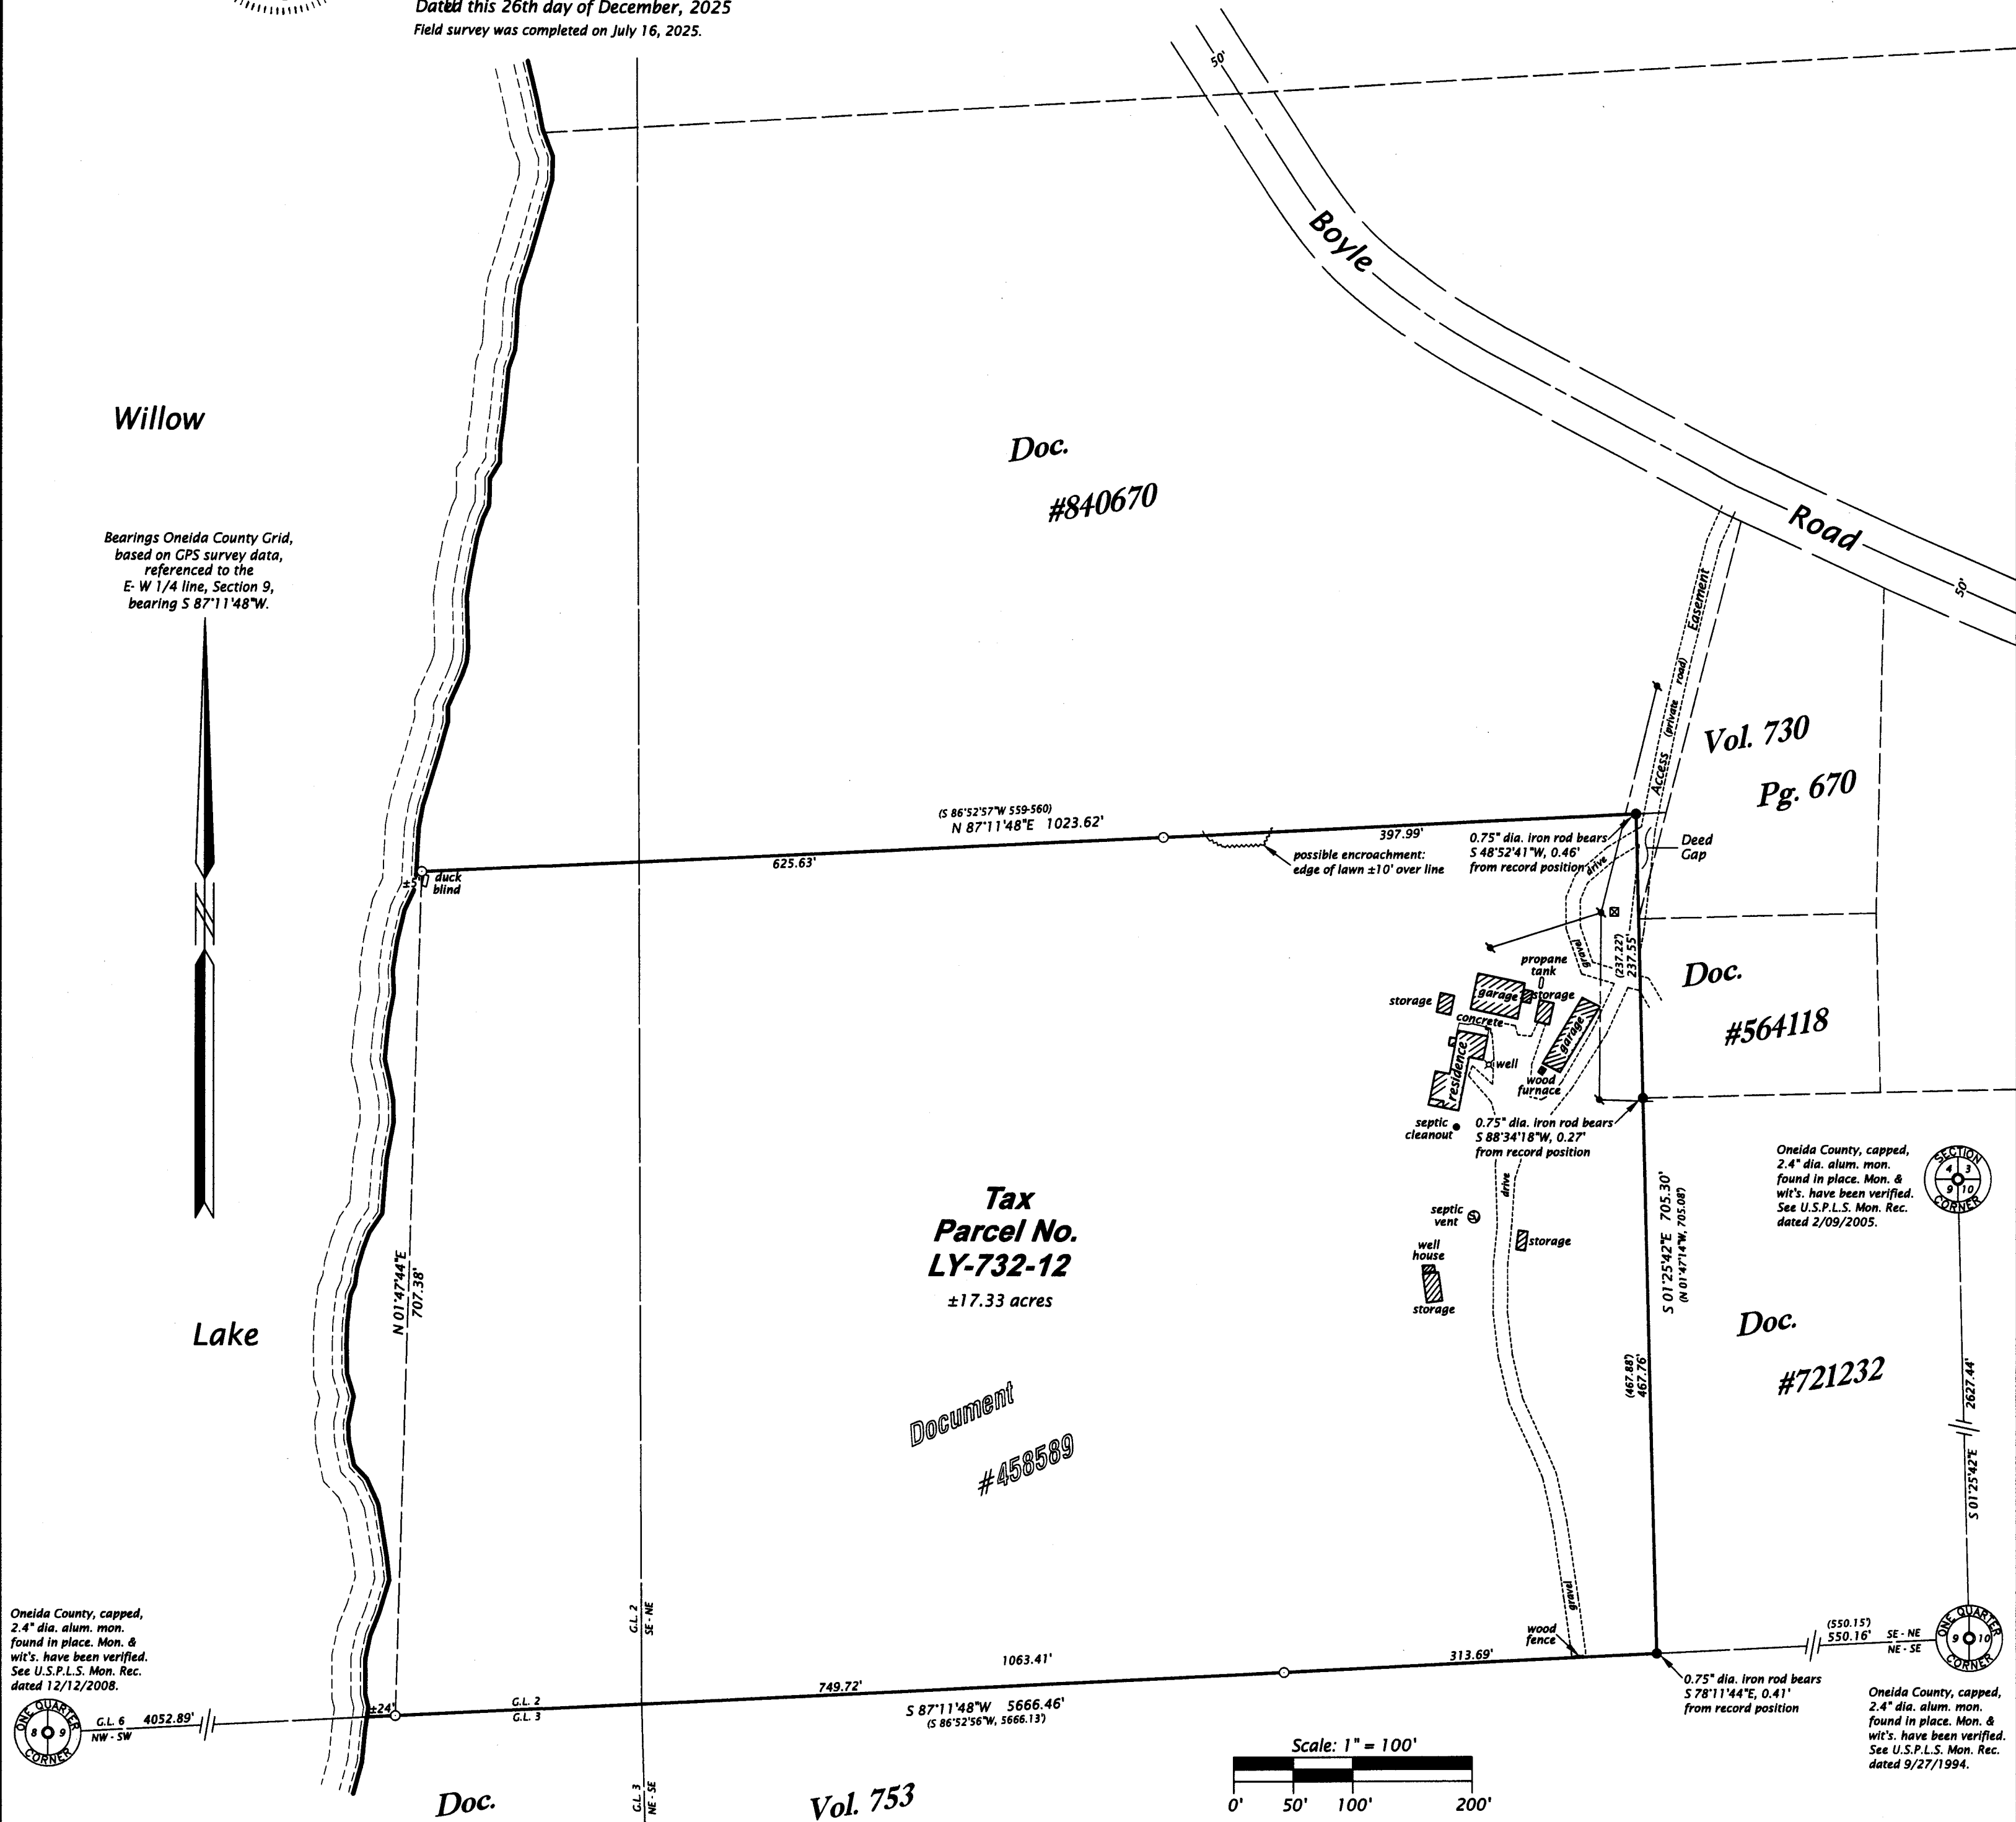 Dated this 26th day of December, 2025
Field survey was completed on July 16, 2025.
50'
Boyle
Road
50'
Willow
Doc.
#840670
Bearings Oneida County Grid,
based on GPS survey data,
referenced to the
E- W 1/4 line, Section 9,
bearing S 87°11'48"W.
Access Easement
(private road)
Vol. 730
Pg. 670
(S 86°52'57"W 559-560)
N 87°11'48"E 1023.62'
625.63'
397.99'
possible encroachment:
edge of lawn ±10' over line
0.75" dia. iron rod bears
S 48°52'41"W, 0.46'
from record position
Deed
Gap
drive
gravel
±5'
duck
blind
(237.22')
237.55'
Doc.
#564118
propane
tank
storage
garage
storage
concrete
garage
residence
well
wood
furnace
septic
cleanout
0.75" dia. iron rod bears
S 88°34'18"W, 0.27'
from record position
Oneida County, capped,
2.4" dia. alum. mon.
found in place. Mon. &
wit's. have been verified.
See U.S.P.L.S. Mon. Rec.
dated 2/09/2005.
SECTION
4 3
9 10
CORNER
Tax
Parcel No.
LY-732-12
±17.33 acres
drive
septic
vent
S
storage
well
house
storage
S 01°25'42"E 705.30'
(N 01°47'14"W, 705.08')
N 01°47'44"E
707.38'
Lake
Doc.
#721232
(467.88')
467.76'
2627.44'
S 01°25'42"E
Document
#458589
gravel
wood
fence
G.L. 2
SE - NE
Oneida County, capped,
2.4" dia. alum. mon.
found in place. Mon. &
wit's. have been verified.
See U.S.P.L.S. Mon. Rec.
dated 12/12/2008.
ONE QUARTER
8 9
CORNER
G.L. 6 4052.89'
NW - SW
±24'
G.L. 2
G.L. 3
749.72'
1063.41'
313.69'
S 87°11'48"W 5666.46'
(S 86°52'56"W, 5666.13')
(550.15')
550.16'
SE - NE
NE - SE
ONE QUARTER
9 10
CORNER
0.75" dia. iron rod bears
S 78°11'44"E, 0.41'
from record position
Oneida County, capped,
2.4" dia. alum. mon.
found in place. Mon. &
wit's. have been verified.
See U.S.P.L.S. Mon. Rec.
dated 9/27/1994.
Scale: 1" = 100'
0' 50' 100' 200'
G.L. 3
NE - SE
Doc.
Vol. 753